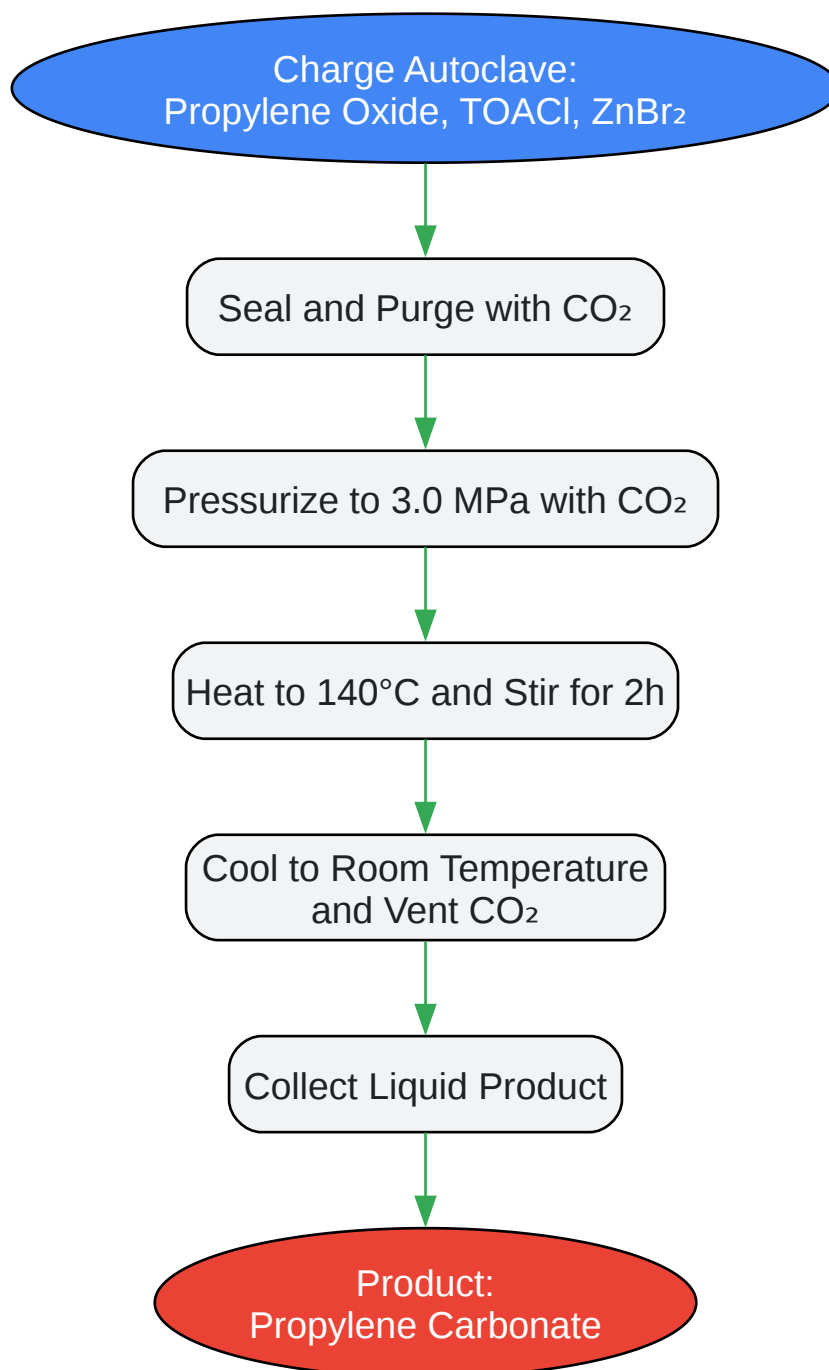 Charge Autoclave:
Propylene Oxide, TOACl, ZnBr₂
Seal and Purge with CO₂
Pressurize to 3.0 MPa with CO₂
Heat to 140°C and Stir for 2h
Cool to Room Temperature
and Vent CO₂
Collect Liquid Product
Product:
Propylene Carbonate